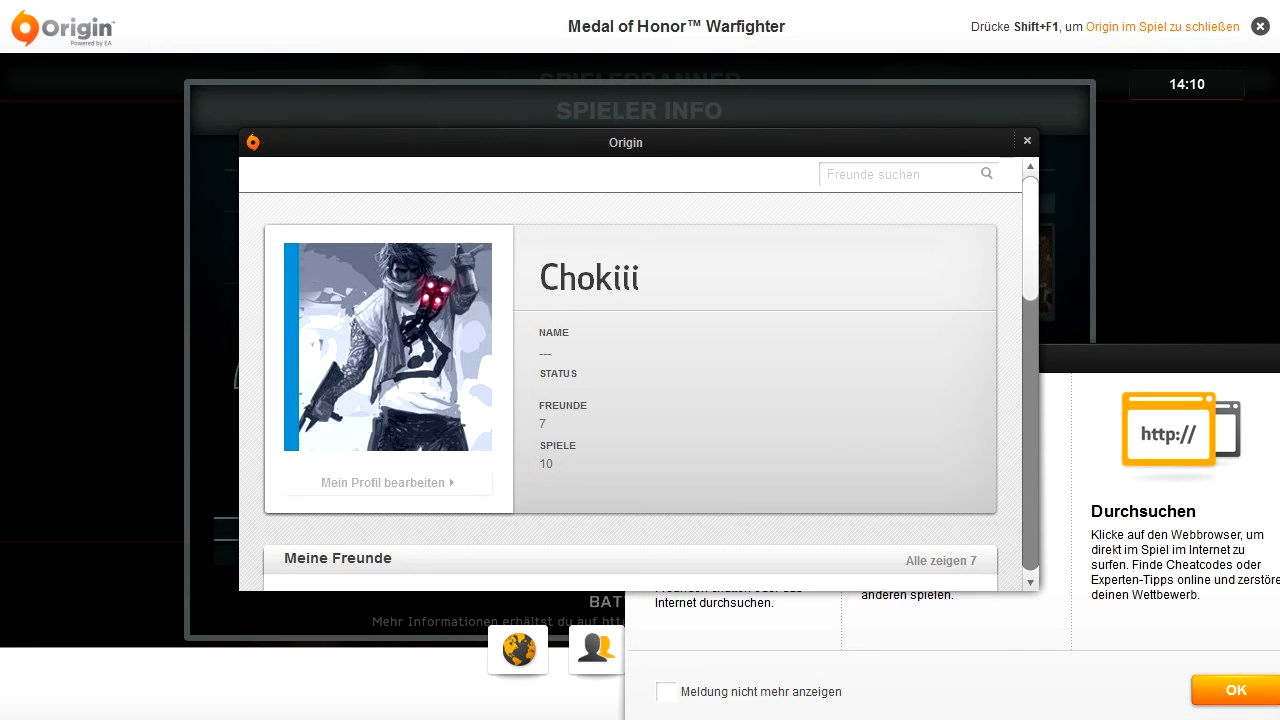 Origin™
Powered by EA
Medal of Honor™ Warfighter
Drücke Shift+F1, um Origin im Spiel zu schließen
SPIELERBANNER
14:10
SPIELER INFO
Origin
Freunde suchen
Chokiii
NAME
---
STATUS
FREUNDE
7
SPIELE
10
Mein Profil bearbeiten
Meine Freunde
Alle zeigen 7
http://
Durchsuchen
Klicke auf den Webbrowser, um
direkt im Spiel im Internet zu
surfen. Finde Cheatcodes oder
Experten-Tipps online und zerstöre
deinen Wettbewerb.
Internet durchsuchen.
anderen spielen.
BAT
Mehr Informationen erhältst du auf http
Meldung nicht mehr anzeigen
OK